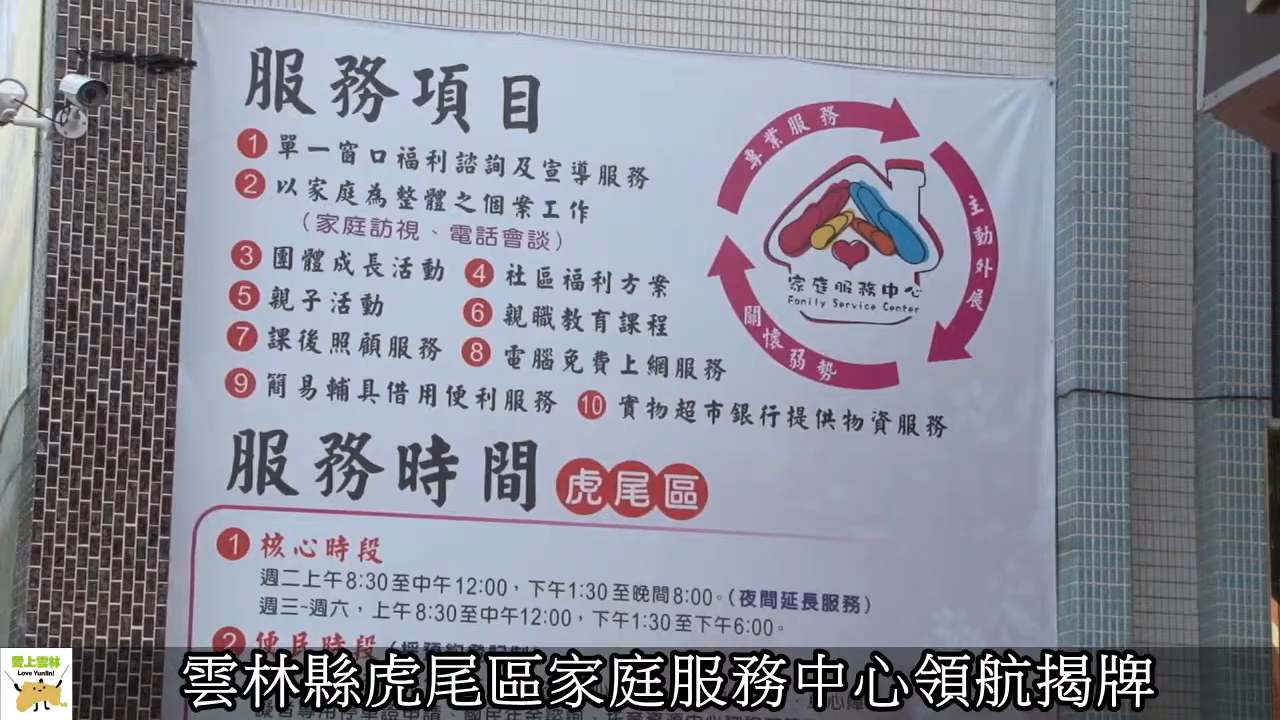 服務項目
1 單一窗口福利諮詢及宣導服務
2 以家庭為整體之個案工作
（家庭訪視、電話會談）
3 團體成長活動 4 社區福利方案
5 親子活動 6 親職教育課程
7 課後照顧服務 8 電腦免費上網服務
9 簡易輔具借用便利服務 10 實物超市銀行提供物資服務
專業服務
主動外展
關懷弱勢
家庭服務中心
Family Service Center
服務時間 虎尾區
1 核心時段
週二上午8:30至中午12:00，下午1:30至晚間8:00。（夜間延長服務）
週三~週六，上午8:30至中午12:00，下午1:30至下午6:00。
2 便民時段
愛上雲林
Love Yunlin!
雲林縣虎尾區家庭服務中心領航揭牌